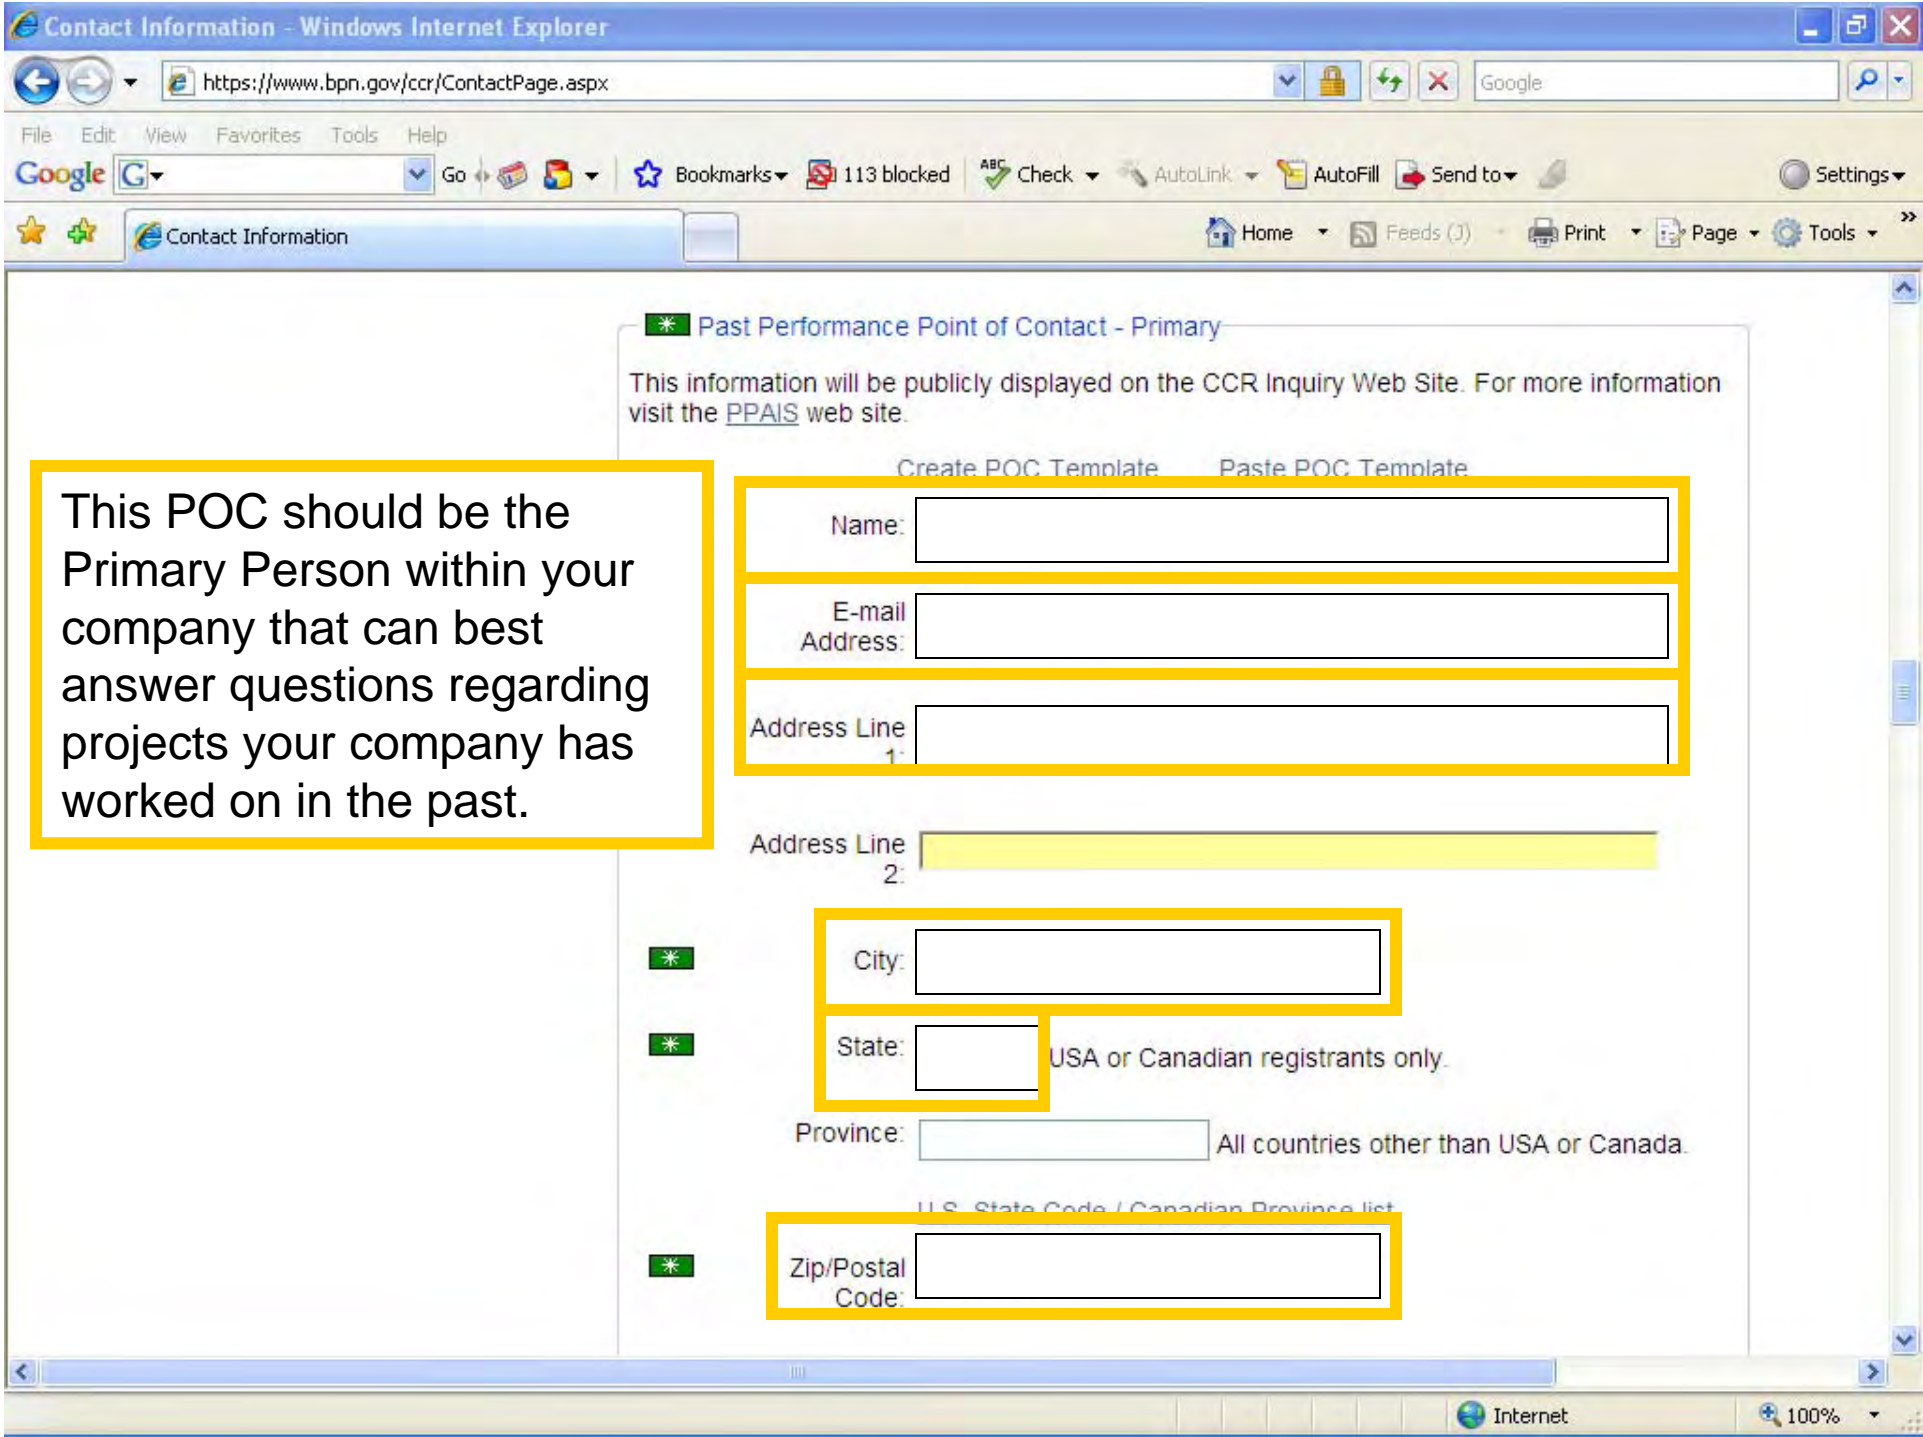 Contact Information - Windows Internet Explorer
https://www.bpn.gov/ccr/ContactPage.aspx
Google
File Edit View Favorites Tools Help
Google G Go Bookmarks 113 blocked ABC Check AutoLink AutoFill Send to Settings
Contact Information Home Feeds (J) Print Page Tools »
* Past Performance Point of Contact - Primary
This information will be publicly displayed on the CCR Inquiry Web Site. For more information
visit the PPAIS web site.
Create POC Template Paste POC Template
This POC should be the
Primary Person within your
company that can best
answer questions regarding
projects your company has
worked on in the past.
Name:
E-mail
Address:
Address Line
1:
Address Line
2:
* City:
* State: USA or Canadian registrants only.
Province: All countries other than USA or Canada.
U.S. State Code / Canadian Province list
* Zip/Postal
Code:
Internet 100%